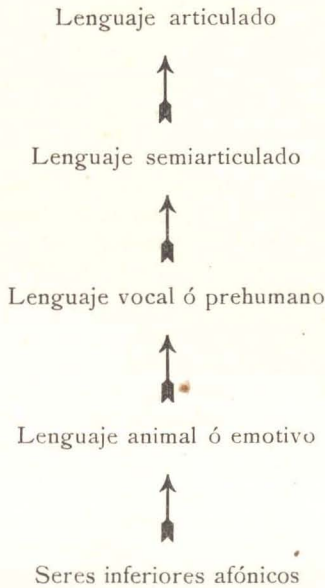 Lenguaje articulado
Lenguaje semiarticulado
Lenguaje vocal ó prehumano
Lenguaje animal ó emotivo
Seres inferiores afónicos